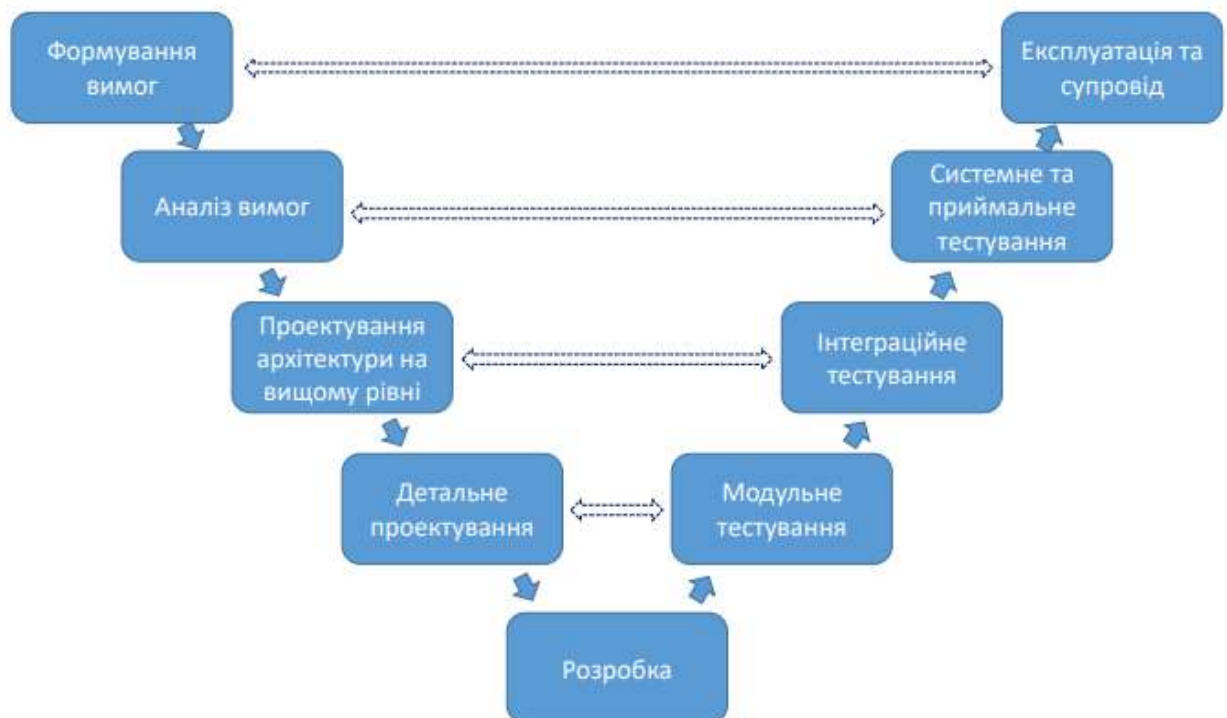 Формування
вимог
Експлуатація та
супровід
Аналіз вимог
Системне та
приймальне
тестування
Проектування
архітектури на
вищому рівні
Інтеграційне
тестування
Детальне
проектування
Модульне
тестування
Розробка